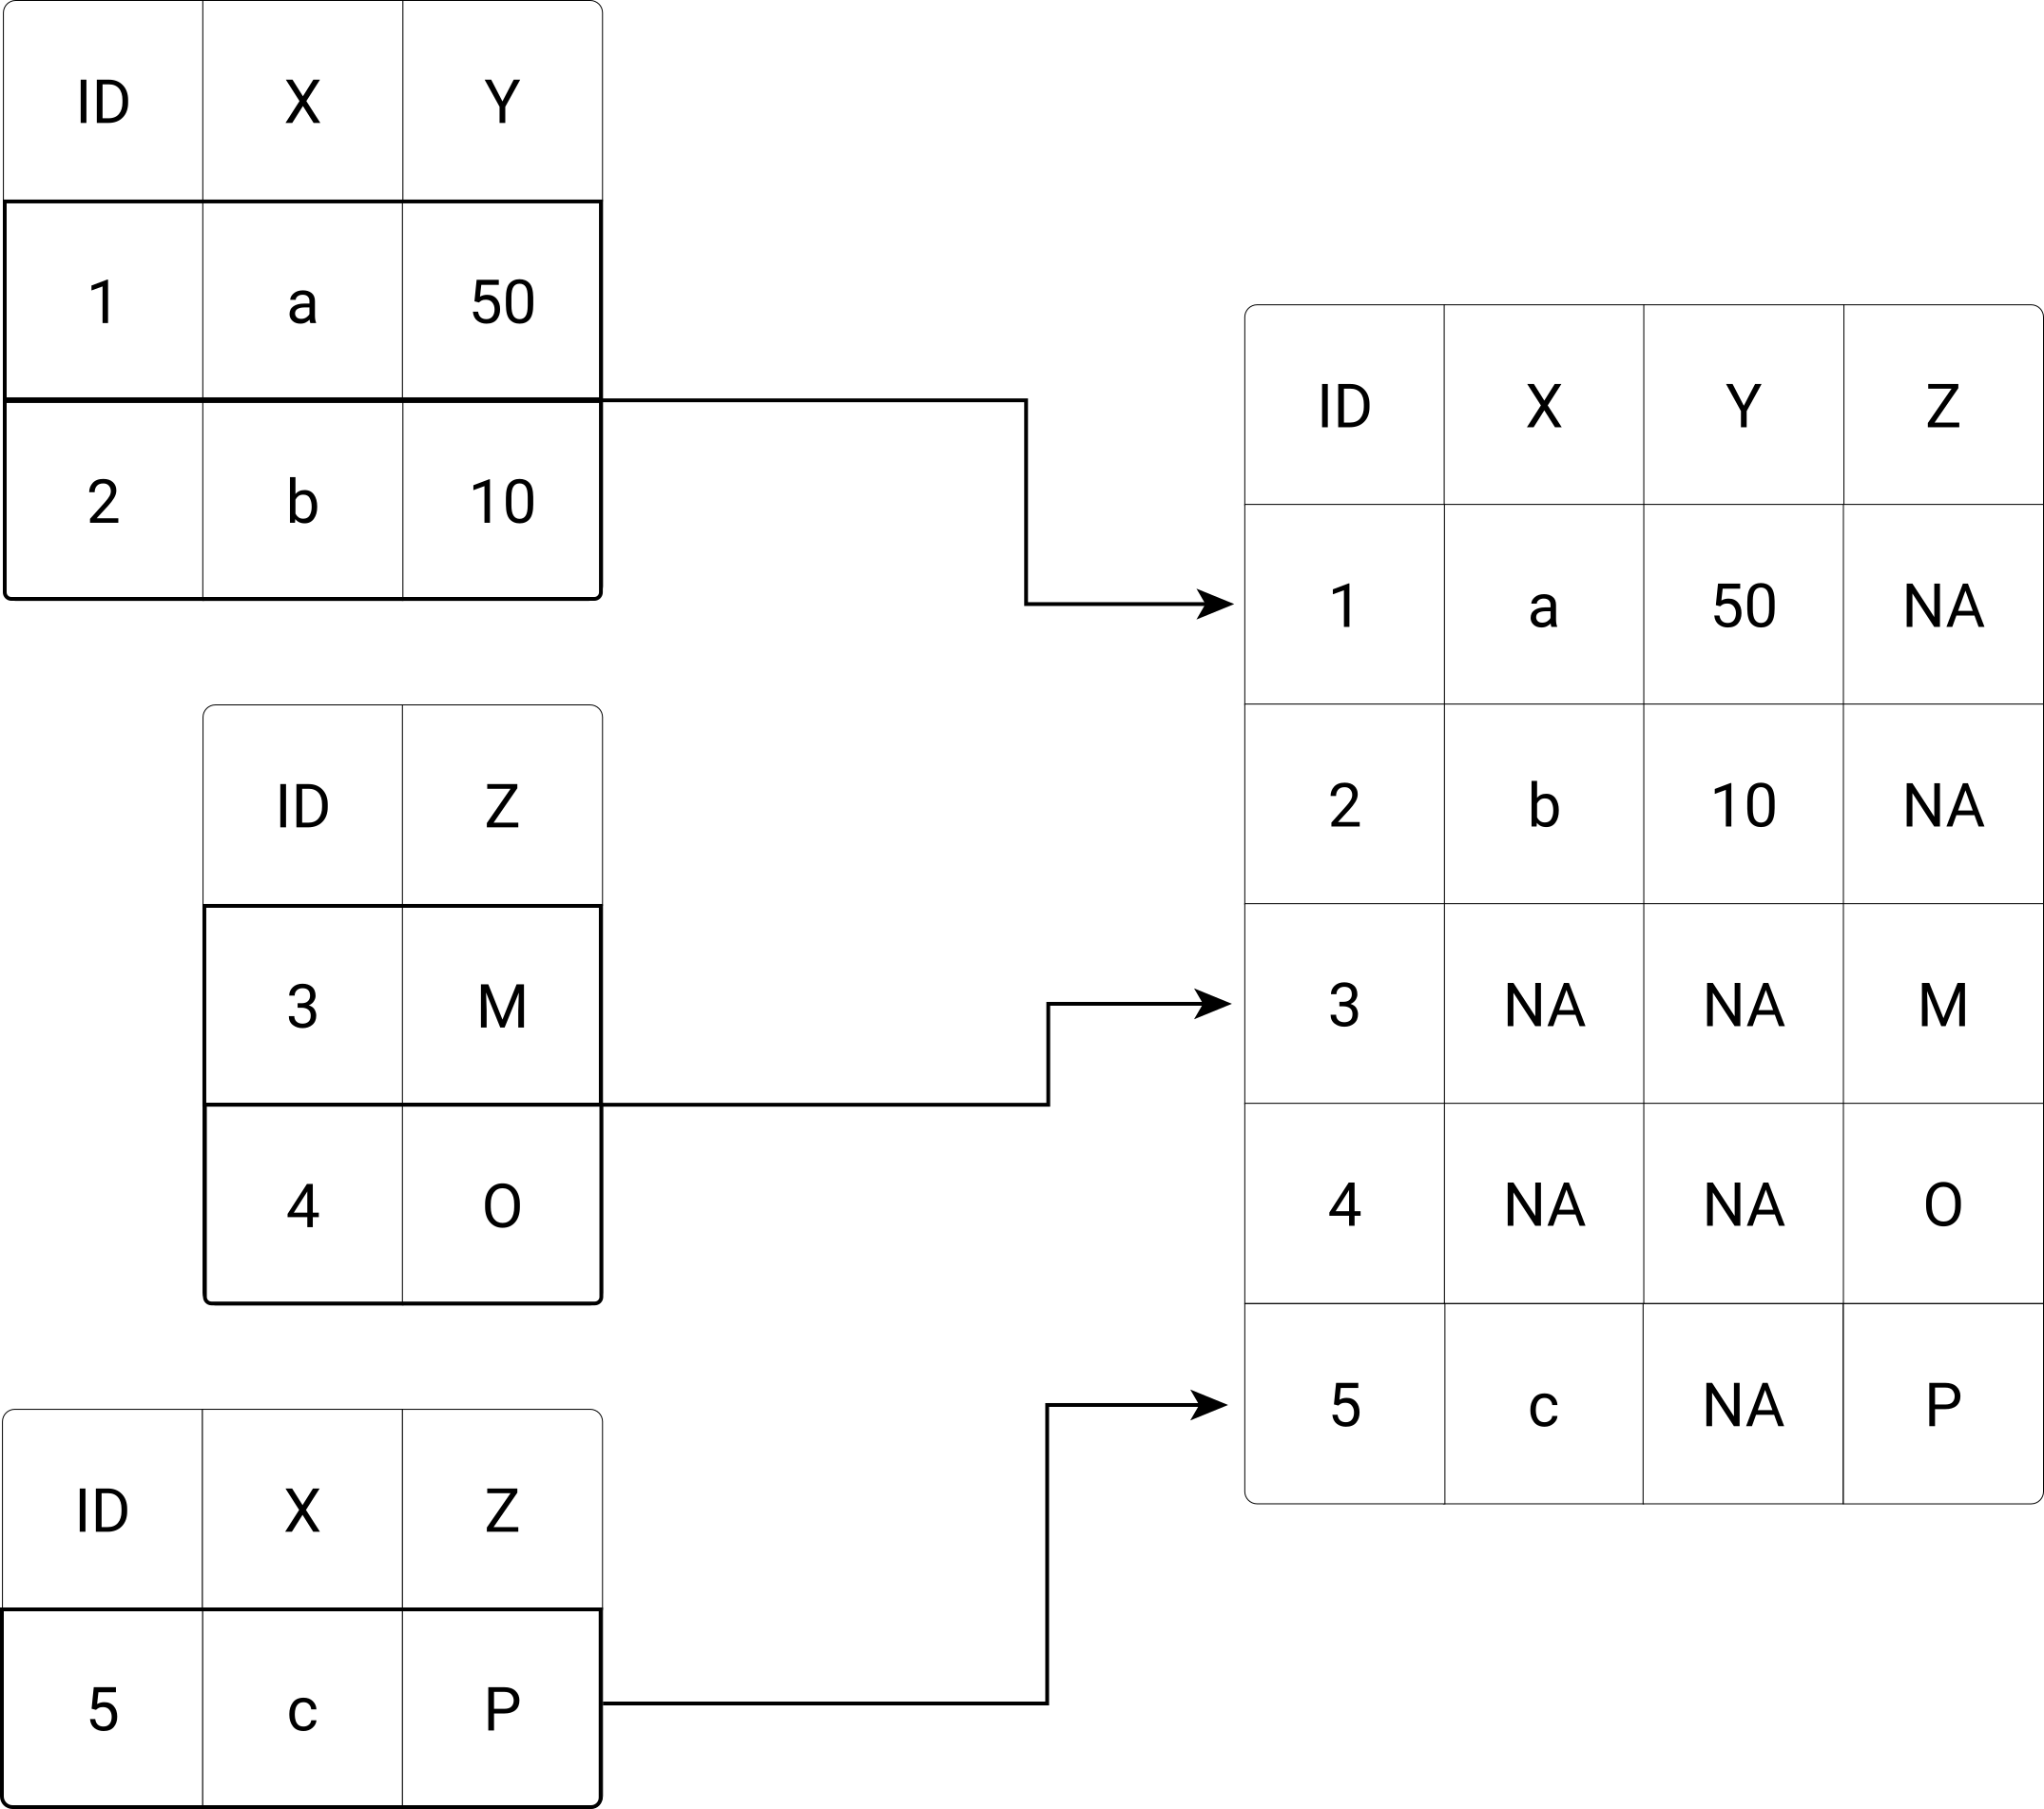 ID X Y
1 a 50
2 b 10
ID Z
3 M
4 O
ID X Z
5 c P
ID X Y Z
1 a 50 NA
2 b 10 NA
3 NA NA M
4 NA NA O
5 c NA P